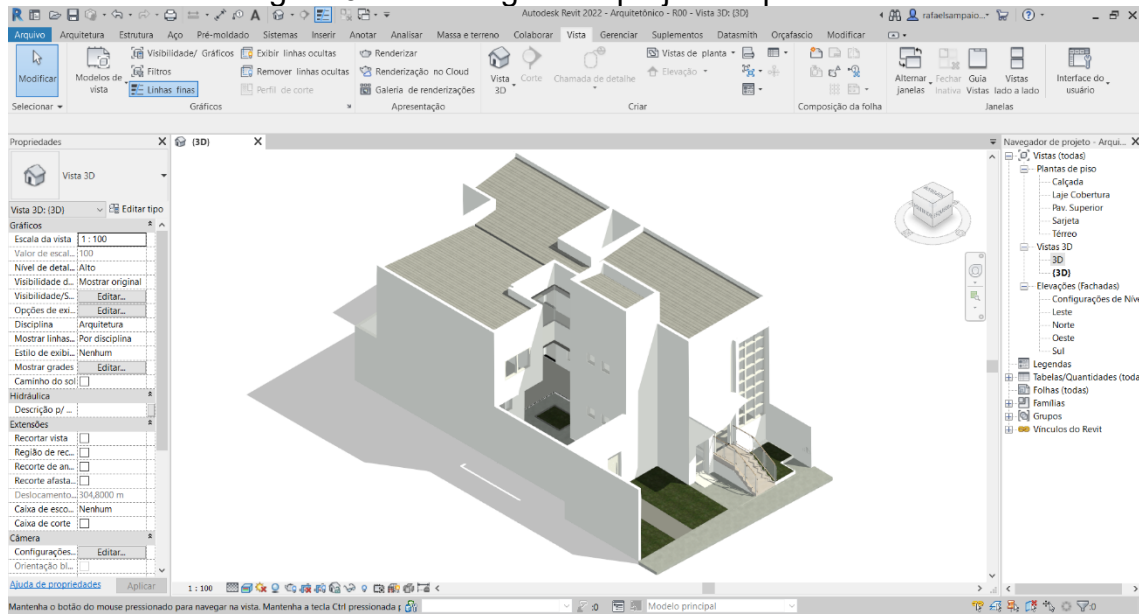 Autodesk Revit 2022 - Arquitetônico - R00 - Vista 3D: {3D}
rafaelsampaio...
Arquivo Arquitetura Estrutura Aço Pré-moldado Sistemas Inserir Anotar Analisar Massa e terreno Colaborar Vista Gerenciar Suplementos Datasmith Orçafascio Modificar
Modificar
Modelos de vista
Visibilidade/ Gráficos
Filtros
Linhas finas
Exibir linhas ocultas
Remover linhas ocultas
Perfil de corte
Renderizar
Renderização no Cloud
Galeria de renderizações
Vista 3D
Corte
Chamada de detalhe
Vistas de planta
Elevação
Alternar janelas
Fechar Inativa
Guia Vistas
Vistas lado a lado
Interface do usuário
Selecionar Gráficos Apresentação Criar Composição da folha Janelas
Propriedades X
Vista 3D
Vista 3D: {3D} Editar tipo
Gráficos
Escala da vista 1 : 100
Valor de escal... 100
Nível de detal... Alto
Visibilidade d... Mostrar original
Visibilidade/S... Editar...
Opções de exi... Editar...
Disciplina Arquitetura
Mostrar linhas... Por disciplina
Estilo de exibi... Nenhum
Mostrar grades Editar...
Caminho do sol
Hidráulica
Descrição p/ ...
Extensões
Recortar vista
Região de rec...
Recorte de an...
Recorte afasta...
Deslocamento... 304,8000 m
Caixa de esco... Nenhum
Caixa de corte
Câmera
Configurações... Editar...
Orientação bl...
Ajuda de propriedades Aplicar
{3D} X
1 : 100
Navegador de projeto - Arqui... X
Vistas (todas)
Plantas de piso
Calçada
Laje Cobertura
Pav. Superior
Sarjeta
Térreo
Vistas 3D
3D
{3D}
Elevações (Fachadas)
Configurações de Níve
Leste
Norte
Oeste
Sul
Legendas
Tabelas/Quantidades (toda
Folhas (todas)
Famílias
Grupos
Vínculos do Revit
Mantenha o botão do mouse pressionado para navegar na vista. Mantenha a tecla Ctrl pressionada p
:0
Modelo principal
:0